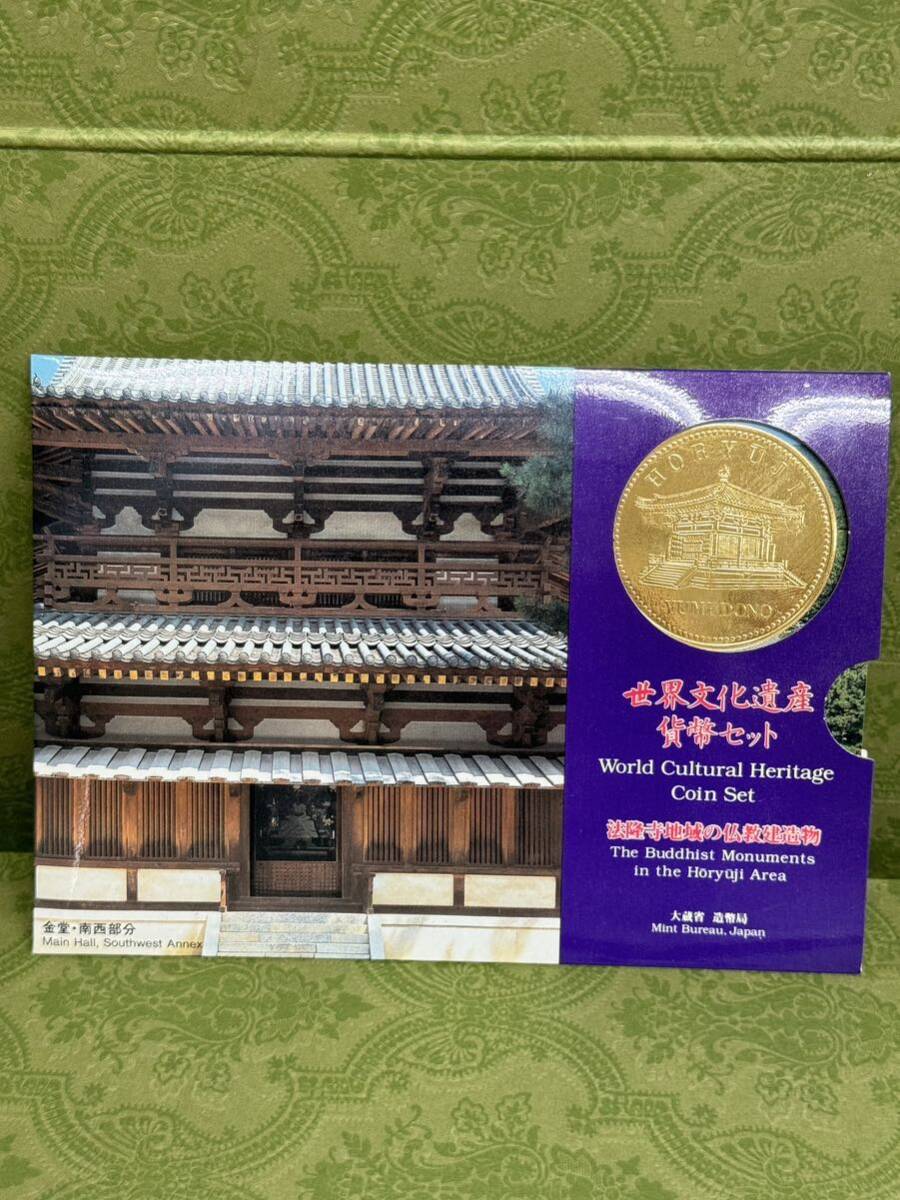 HORYUJI
YUMEDONO
世界文化遺産
貨幣セット
World Cultural Heritage
Coin Set
法隆寺地域の仏教建造物
The Buddhist Monuments
in the Hōryūji Area
大蔵省 造幣局
Mint Bureau, Japan
金堂・南西部分
Main Hall, Southwest Annex